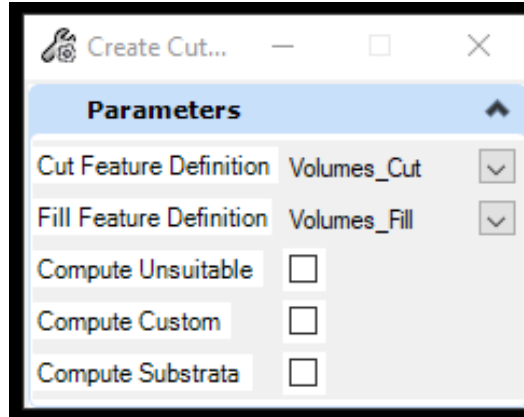 Create Cut...
Parameters
Cut Feature Definition Volumes_Cut
Fill Feature Definition Volumes_Fill
Compute Unsuitable
Compute Custom
Compute Substrata